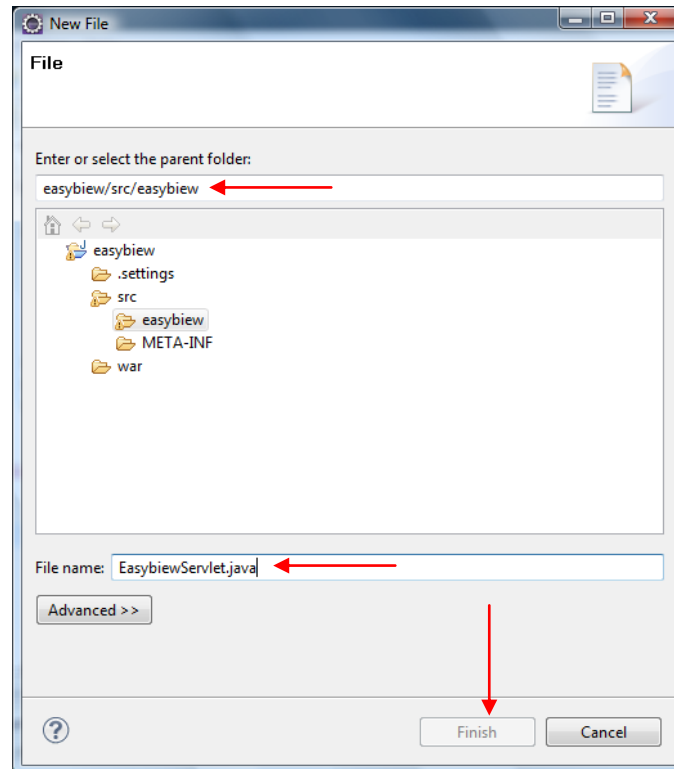 New File
File
Enter or select the parent folder:
easybiew/src/easybiew
easybiew
.settings
src
easybiew
META-INF
war
File name: EasybiewServlet.java
Advanced >>
? Finish Cancel